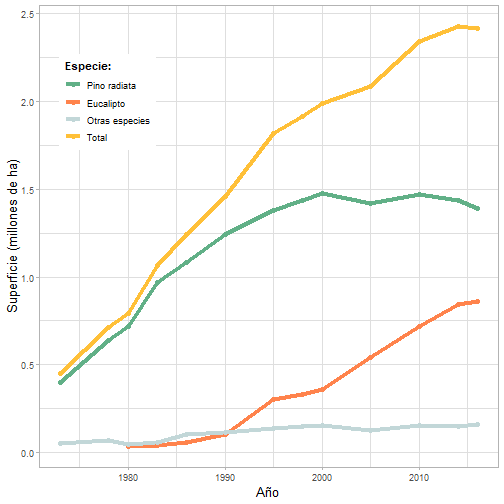 Especie:
Pino radiata
Eucalipto
Otras especies
Total
Superficie (millones de ha)
2.5
2.0
1.5
1.0
0.5
0.0
1980 1990 2000 2010
Año